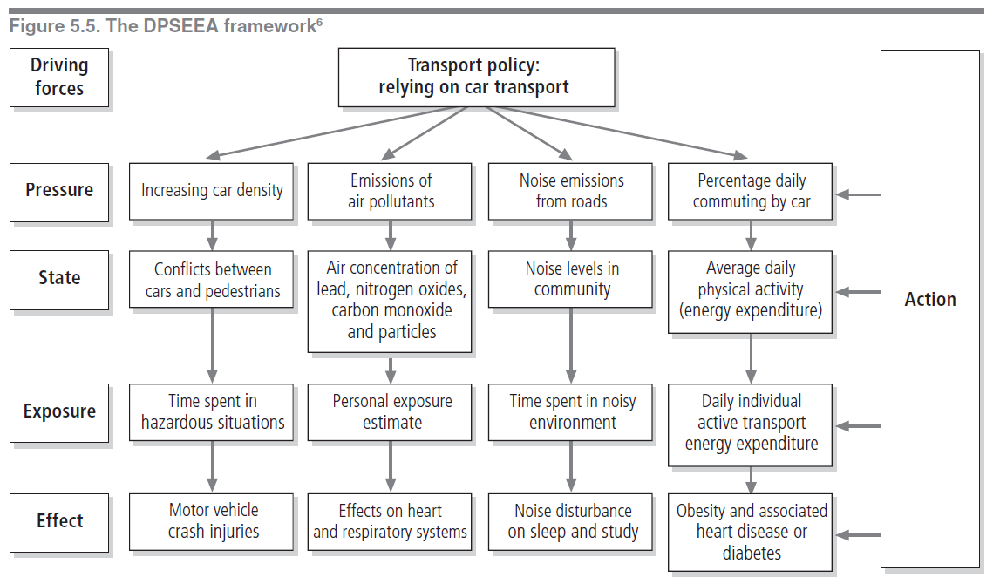 Figure 5.5. The DPSEEA framework6
Driving
forces
Transport policy:
relying on car transport
Pressure
Increasing car density
Emissions of
air pollutants
Noise emissions
from roads
Percentage daily
commuting by car
State
Conflicts between
cars and pedestrians
Air concentration of
lead, nitrogen oxides,
carbon monoxide
and particles
Noise levels in
community
Average daily
physical activity
(energy expenditure)
Action
Exposure
Time spent in
hazardous situations
Personal exposure
estimate
Time spent in noisy
environment
Daily individual
active transport
energy expenditure
Effect
Motor vehicle
crash injuries
Effects on heart
and respiratory systems
Noise disturbance
on sleep and study
Obesity and associated
heart disease or
diabetes